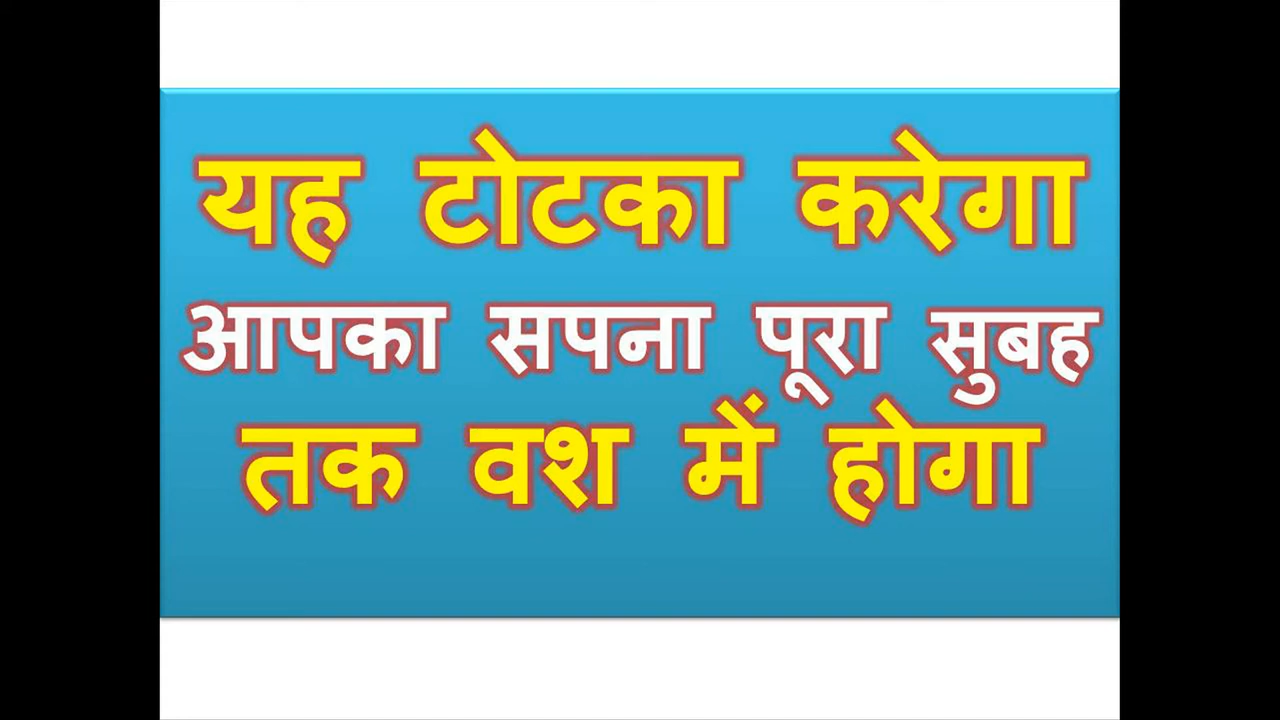 यह टोटका करेगा
आपका सपना पूरा सुबह
तक वश में होगा